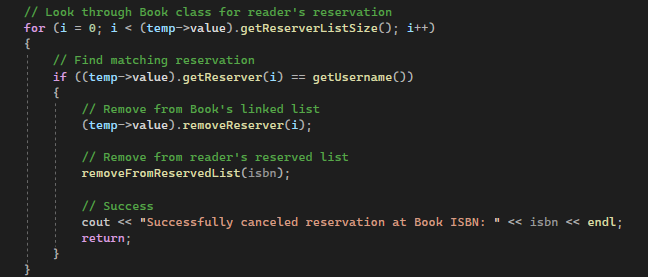 // Look through Book class for reader's reservation
for (i = 0; i < (temp->value).getReserverListSize(); i++)
{
    // Find matching reservation
    if ((temp->value).getReserver(i) == getUsername())
    {
        // Remove from Book's linked list
        (temp->value).removeReserver(i);

        // Remove from reader's reserved list
        removeFromReservedList(isbn);

        // Success
        cout << "Successfully canceled reservation at Book ISBN: " << isbn << endl;
        return;
    }
}